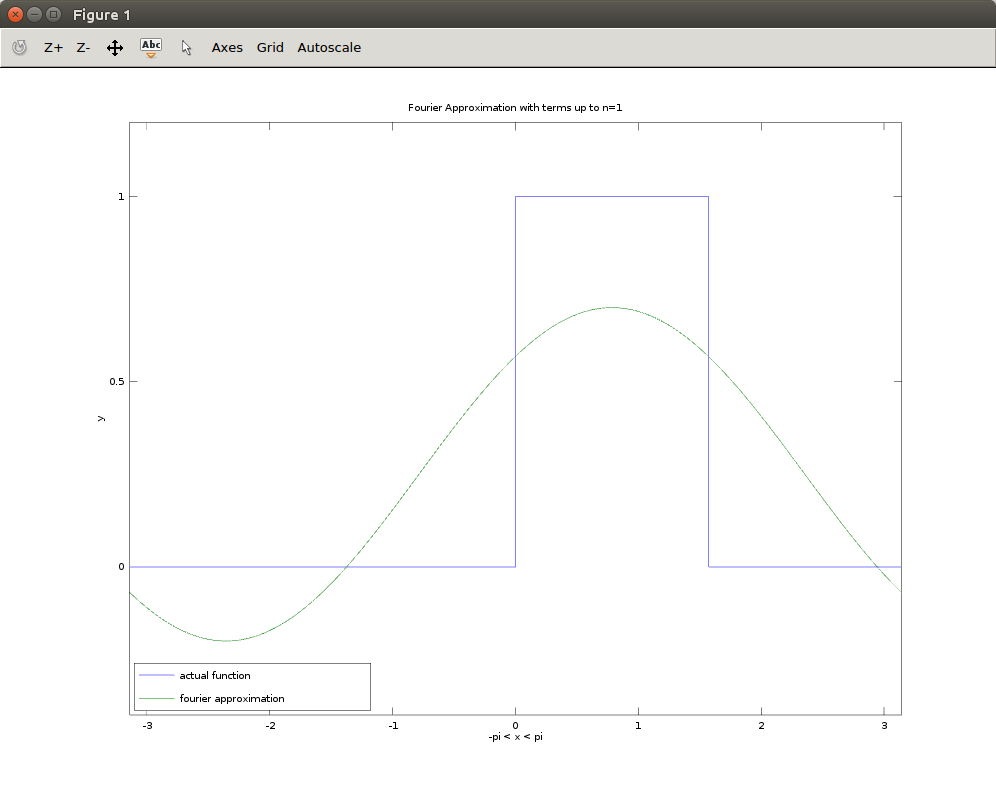 Figure 1
Z+ Z- Abc Axes Grid Autoscale
Fourier Approximation with terms up to n=1
1
0.5
y
0
actual function
fourier approximation
-3 -2 -1 0 1 2 3
-pi < x < pi